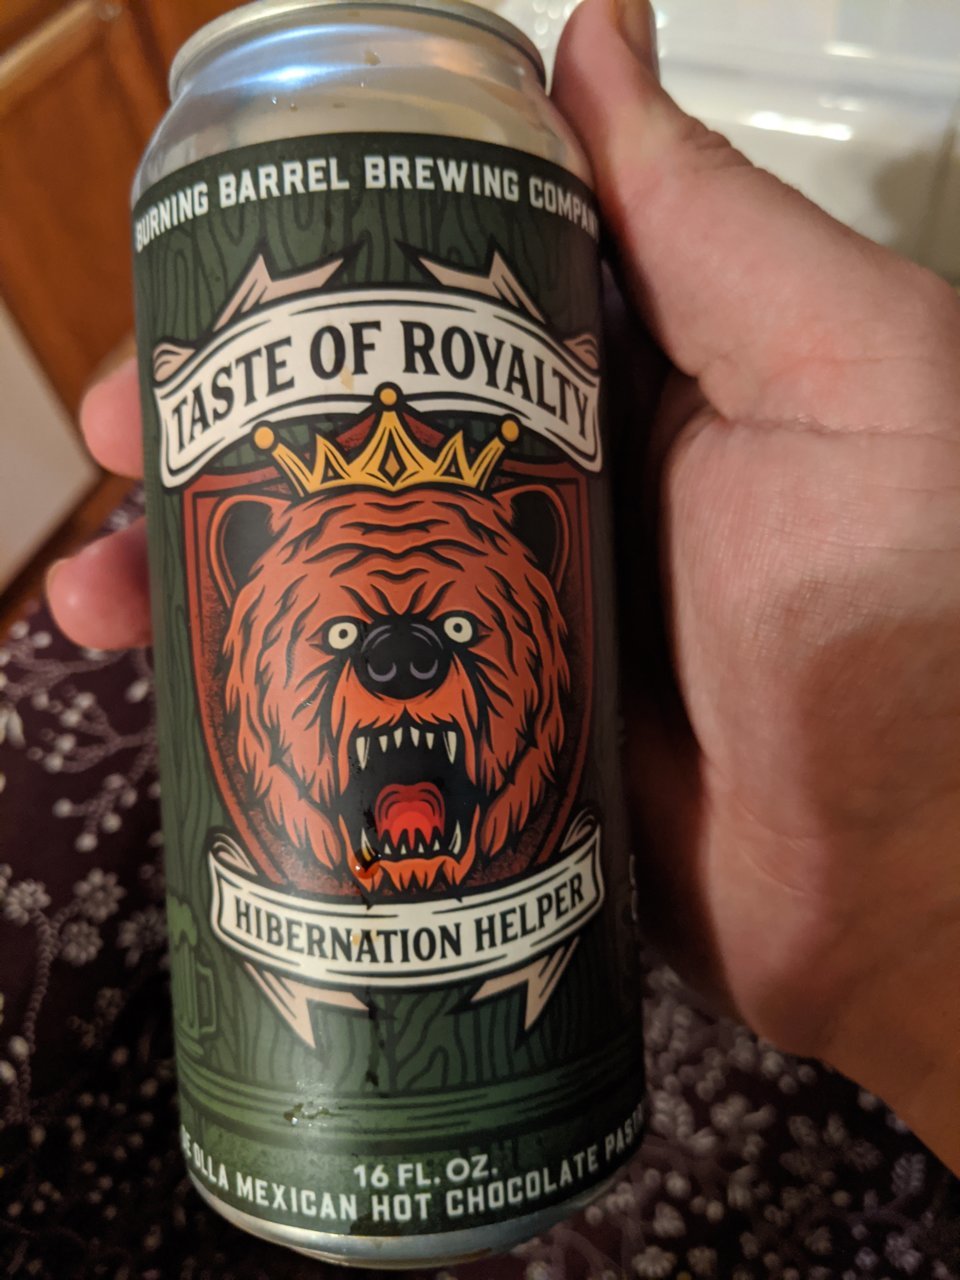 BURNING BARREL BREWING COMPANY
TASTE OF ROYALTY
HIBERNATION HELPER
16 FL. OZ.
OLLA MEXICAN HOT CHOCOLATE